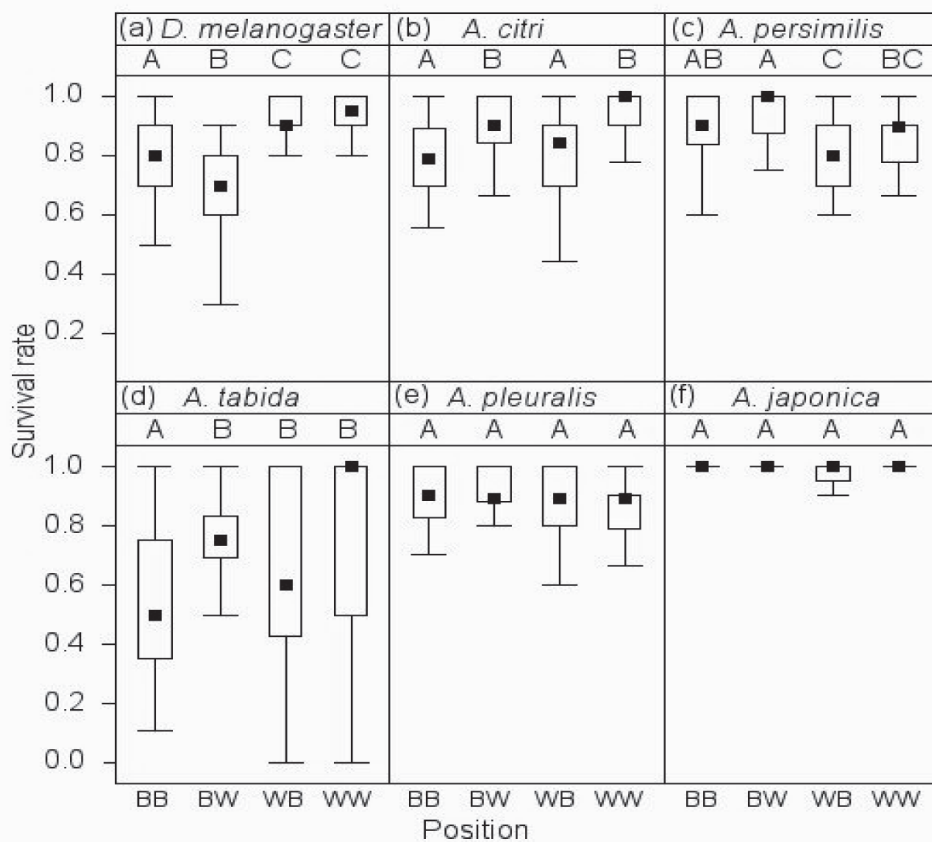 (a) D. melanogaster (b) A. citri (c) A. persimilis
A B C C A B A B AB A C BC
1.0
0.8
0.6
0.4
0.2
Survival rate
(d) A. tabida (e) A. pleuralis (f) A. japonica
A B B B A A A A A A A A
1.0
0.8
0.6
0.4
0.2
0.0
BB BW WB WW BB BW WB WW BB BW WB WW
Position